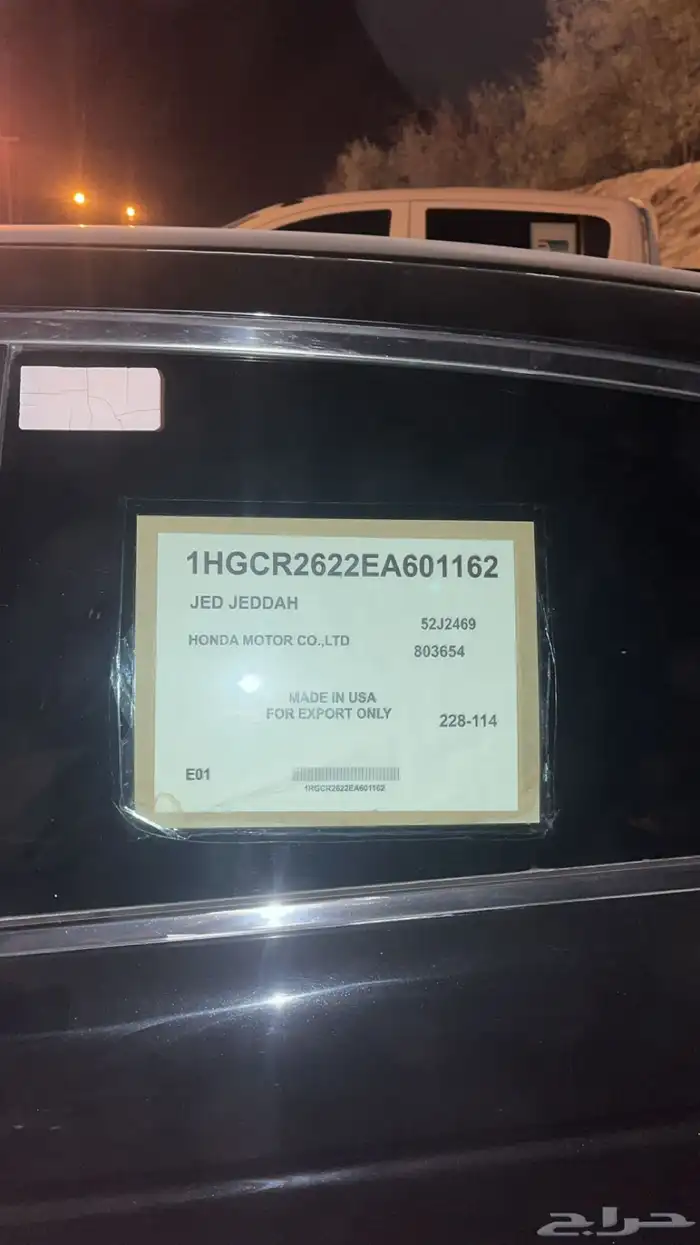 1HGCR2622EA601162
JED JEDDAH
52J2469
HONDA MOTOR CO.,LTD
803654
MADE IN USA
FOR EXPORT ONLY
228-114
E01
1HGCR2622EA601162
حراج